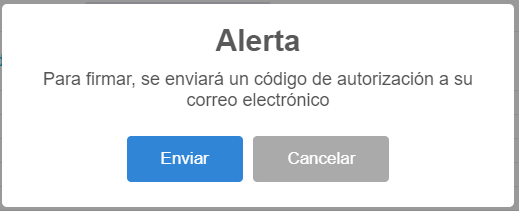 Alerta
Para firmar, se enviará un código de autorización a su
correo electrónico
Enviar
Cancelar